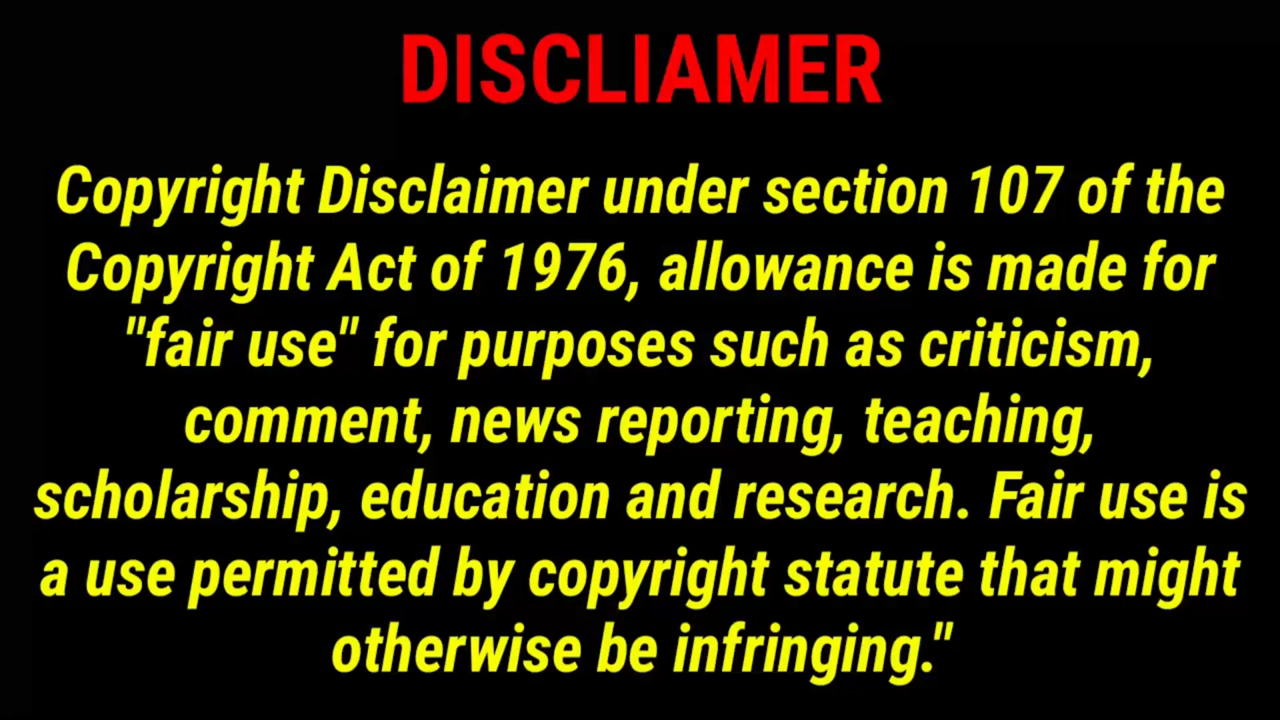 DISCLIAMER
Copyright Disclaimer under section 107 of the
Copyright Act of 1976, allowance is made for
"fair use" for purposes such as criticism,
comment, news reporting, teaching,
scholarship, education and research. Fair use is
a use permitted by copyright statute that might
otherwise be infringing."